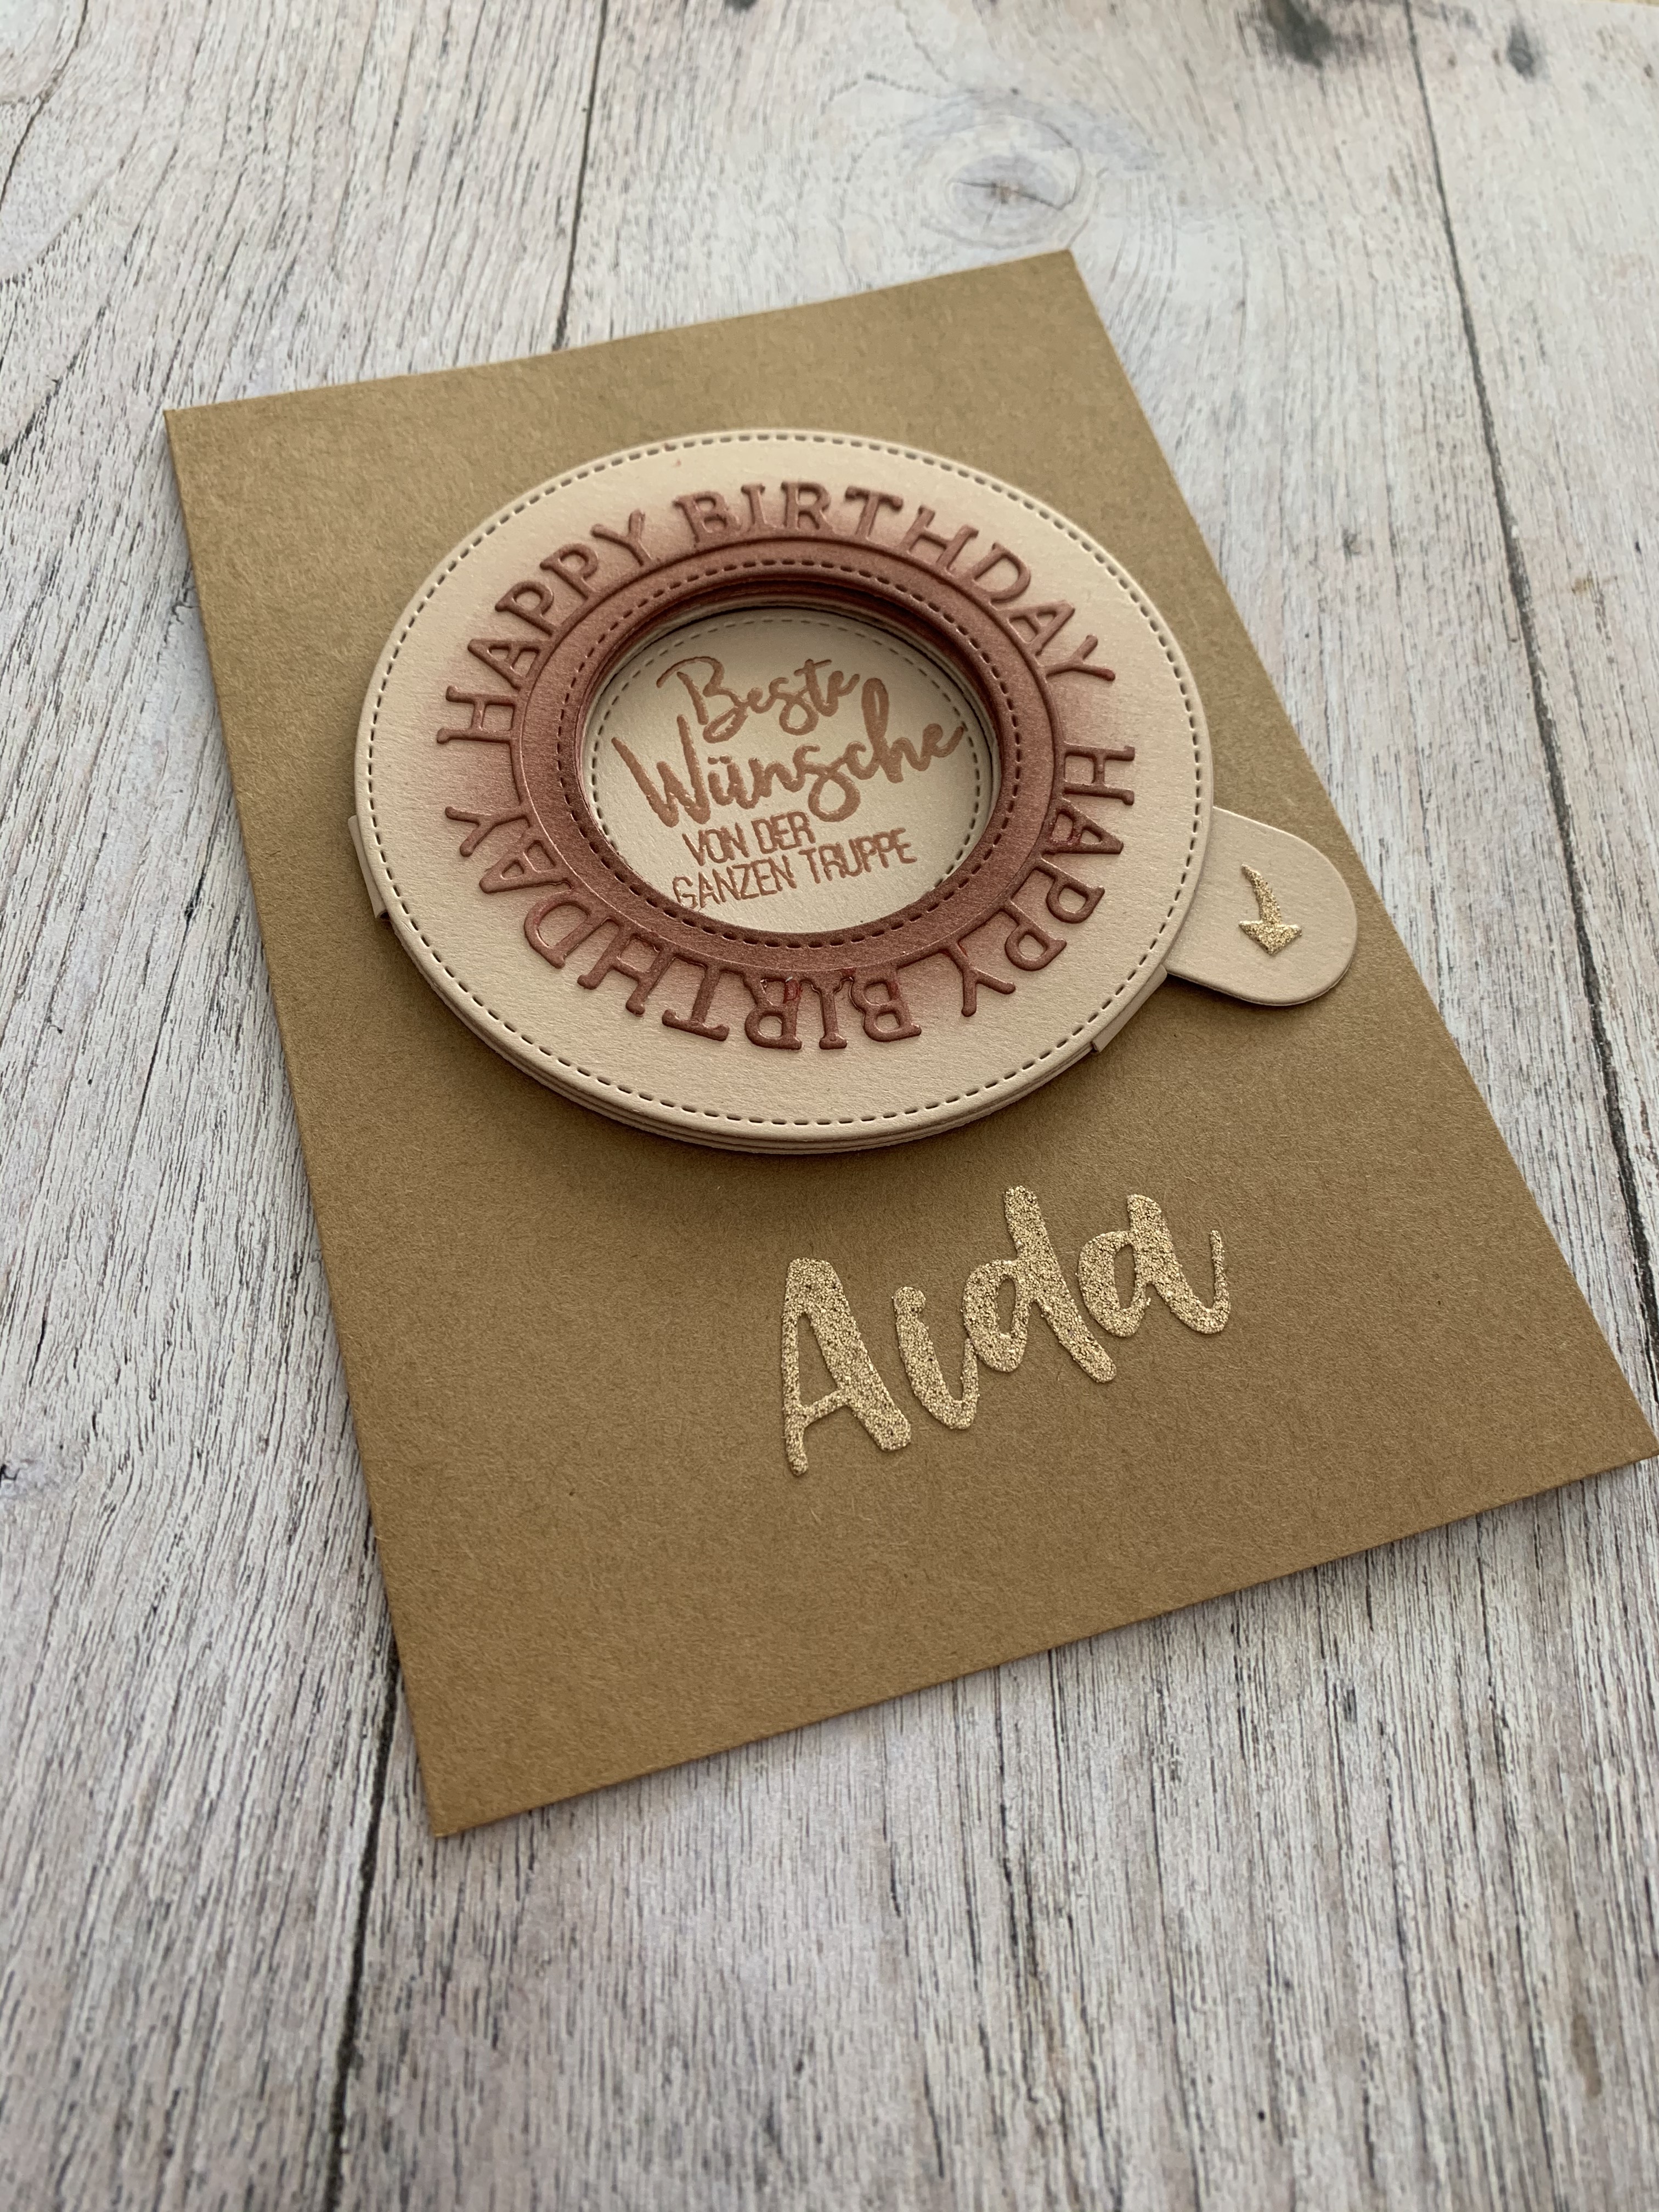 HAPPY BIRTHDAY HAPPY BIRTHDAY
Beste
Wünsche
VON DER
GANZEN TRUPPE
Aida